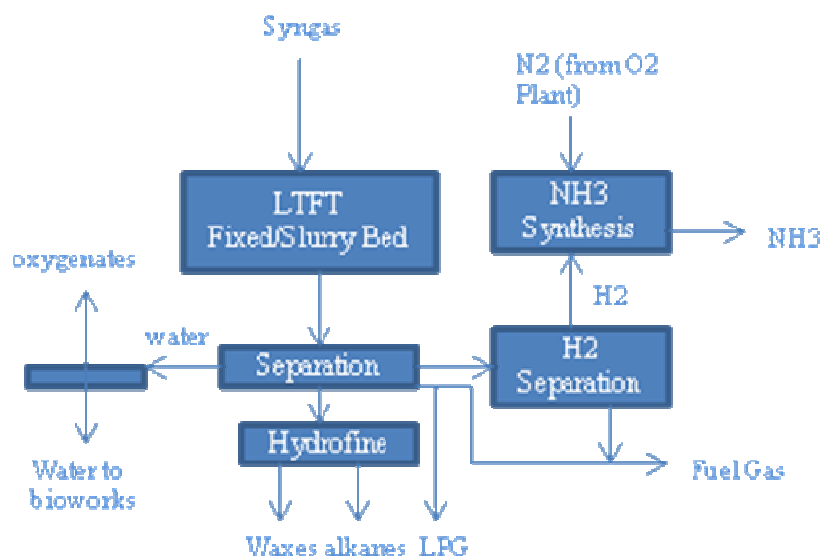 Syngas
N2 (from O2
Plant)
LTFT
Fixed/Slurry Bed
NH3
Synthesis
NH3
oxygenates
H2
water
Separation
H2
Separation
Hydrofine
Water to
bioworks
Fuel Gas
Waxes alkanes LPG